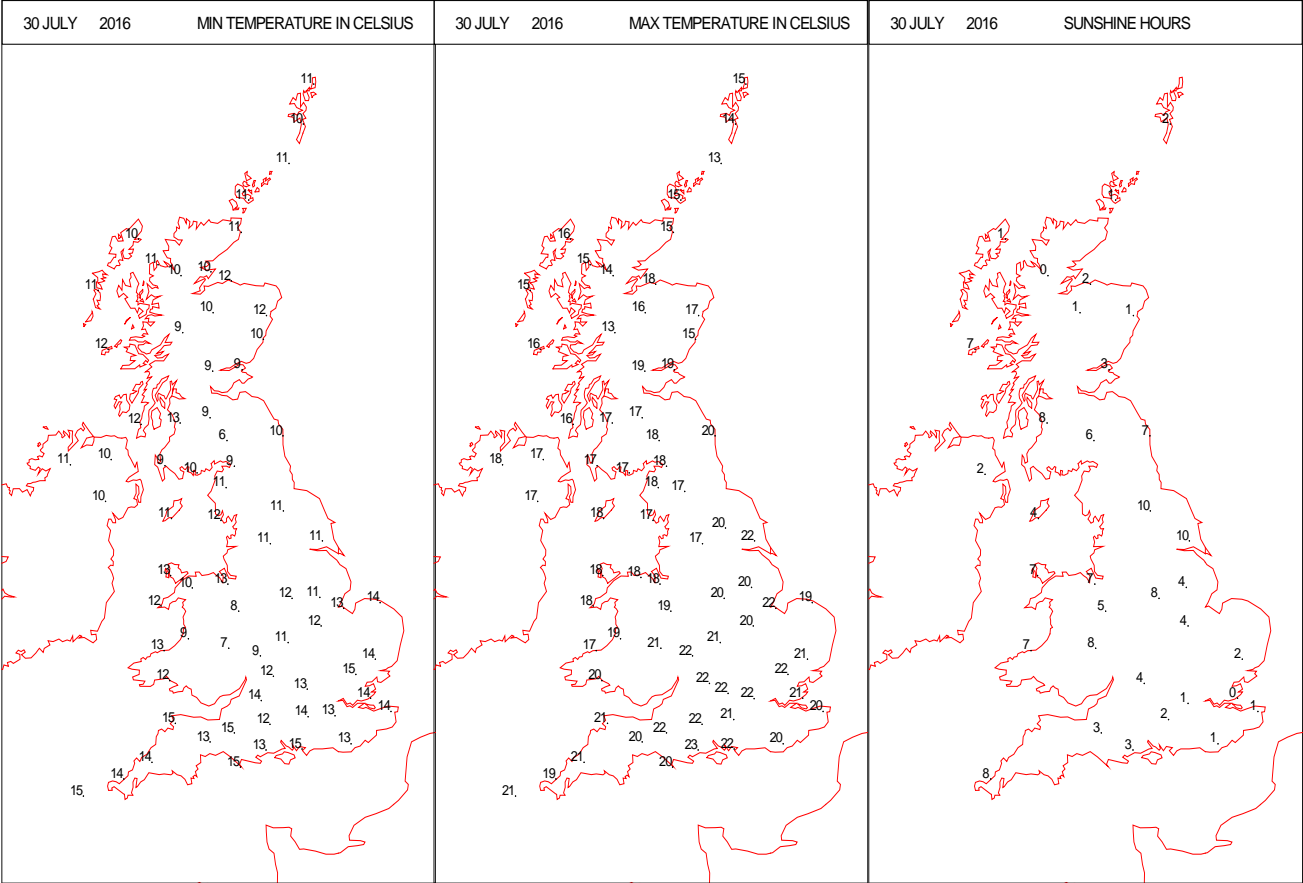 30 JULY 2016 MIN TEMPERATURE IN CELSIUS
11.
10.
11.
11.
11.
10.
11.
10. 10.
12.
11.
10. 12.
9. 10.
12.
9. 9.
9.
12. 13.
6. 10.
11. 10. 9. 10. 9.
11.
10.
11. 12. 11.
11. 11.
13. 10. 13.
12. 8. 12. 11. 13. 14.
12.
9. 11.
13. 7. 9. 14.
12. 12. 15.
14. 13. 14.
15. 15. 12. 14. 13. 14.
13. 13. 15. 13.
14. 15.
14.
15.
30 JULY 2016 MAX TEMPERATURE IN CELSIUS
15.
14.
13.
15.
15.
16.
15. 14.
18.
15.
16. 17.
13. 15.
16.
19. 19.
17.
16. 17.
18. 20.
18. 17. 17. 17. 18.
18. 17.
17.
18. 17. 20.
17. 22.
18. 18. 18. 20.
18. 19. 20. 22. 19.
20.
19. 21.
17. 21. 22. 21.
20. 22. 22.
22. 22. 21.
21. 22. 22. 21. 20.
20. 23. 22. 20.
21. 20.
19.
21.
30 JULY 2016 SUNSHINE HOURS
2.
1.
1.
0. 2.
1. 1.
7.
3.
8.
6. 7.
2.
10.
4.
10.
7. 7. 4.
8.
5. 4.
7. 8. 2.
4.
1. 0. 1.
3. 2.
3. 1.
8.